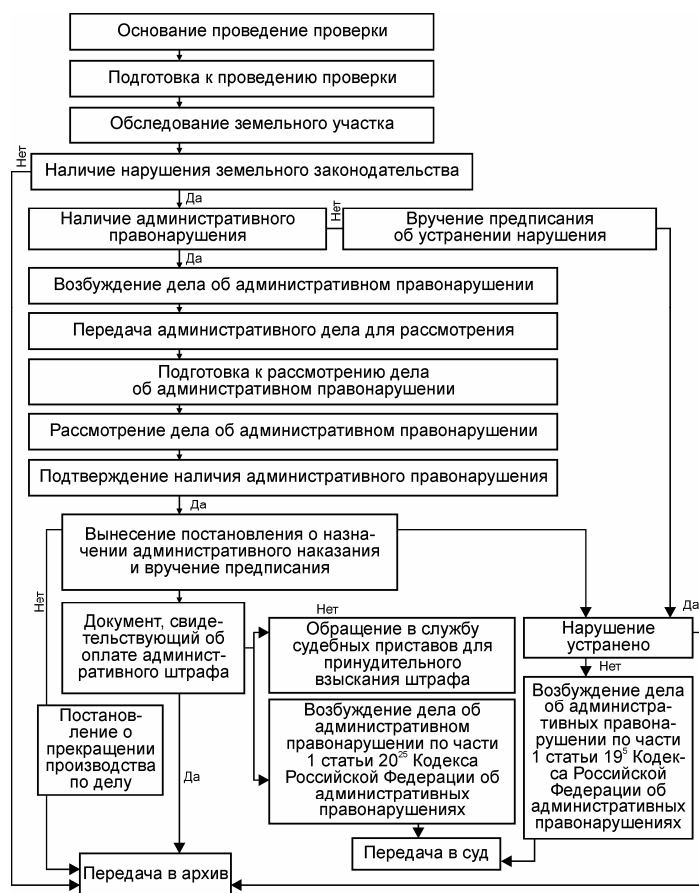 Основание проведение проверки
Подготовка к проведению проверки
Обследование земельного участка
Нет
Наличие нарушения земельного законодательства
Да
Наличие административного
правонарушения
Нет
Вручение предписания
об устранении нарушения
Да
Возбуждение дела об административном правонарушении
Передача административного дела для рассмотрения
Подготовка к рассмотрению дела
об административном правонарушении
Рассмотрение дела об административном правонарушении
Подтверждение наличия административного правонарушения
Да
Вынесение постановления о назна-
чении административного наказания
и вручение предписания
Нет
Документ, свиде-
тельствующий об
оплате админист-
ративного штрафа
Нет
Обращение в службу
судебных приставов для
принудительного
взыскания штрафа
Да
Нарушение
устранено
Нет
Постанов-
ление о
прекращении
производства
по делу
Да
Возбуждение дела об
административном
правонарушении по части
1 статьи 20²⁵ Кодекса
Российской Федерации об
административных
правонарушениях
Возбуждение дела
об администра-
тивных правона-
рушении по части
1 статьи 19⁵ Кодек-
са Российской
Федерации об
административных
правонарушениях
Передача в суд
Передача в архив